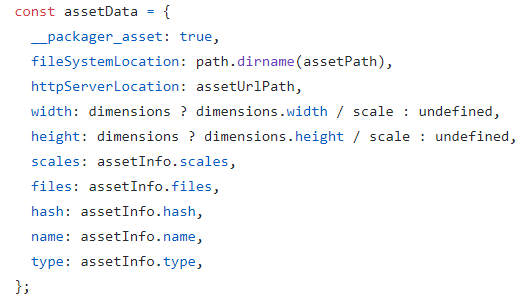 const assetData = {
  __packager_asset: true,
  fileSystemLocation: path.dirname(assetPath),
  httpServerLocation: assetUrlPath,
  width: dimensions ? dimensions.width / scale : undefined,
  height: dimensions ? dimensions.height / scale : undefined,
  scales: assetInfo.scales,
  files: assetInfo.files,
  hash: assetInfo.hash,
  name: assetInfo.name,
  type: assetInfo.type,
};